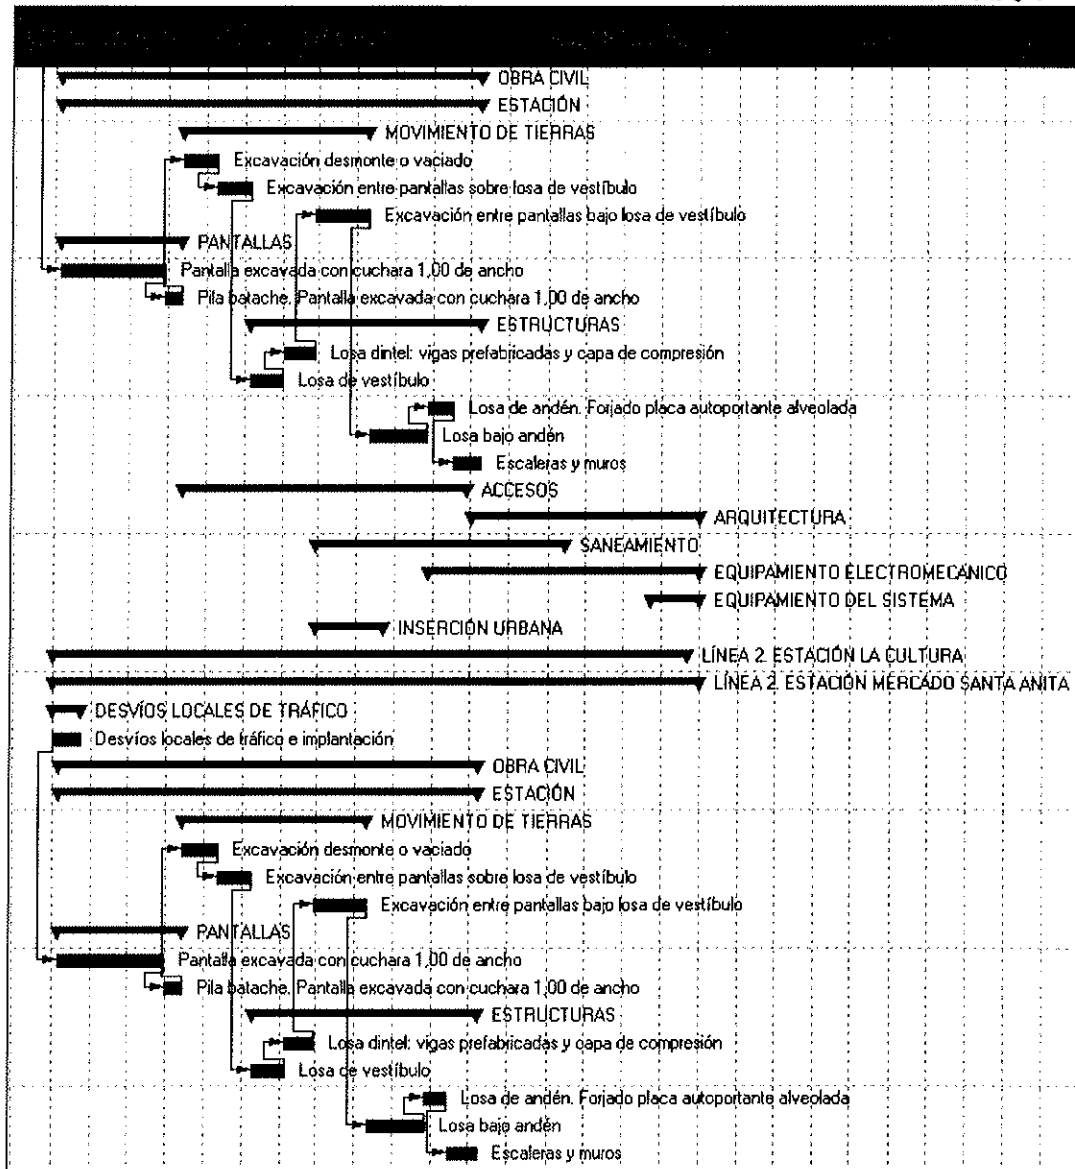 OBRA CIVIL
ESTACIÓN
MOVIMIENTO DE TIERRAS
Excavación desmonte o vaciado
Excavación entre pantallas sobre losa de vestíbulo
Excavación entre pantallas bajo losa de vestíbulo
PANTALLAS
Pantalla excavada con cuchara 1,00 de ancho
Pila batache. Pantalla excavada con cuchara 1,00 de ancho
ESTRUCTURAS
Losa dintel: vigas prefabricadas y capa de compresión
Losa de vestíbulo
Losa de andén. Forjado placa autoportante alveolada
Losa bajo andén
Escaleras y muros
ACCESOS
ARQUITECTURA
SANEAMIENTO
EQUIPAMIENTO ELECTROMECÁNICO
EQUIPAMIENTO DEL SISTEMA
INSERCIÓN URBANA
LÍNEA 2. ESTACIÓN LA CULTURA
LÍNEA 2. ESTACIÓN MERCADO SANTA ANITA
DESVÍOS LOCALES DE TRÁFICO
Desvíos locales de tráfico e implantación
OBRA CIVIL
ESTACIÓN
MOVIMIENTO DE TIERRAS
Excavación desmonte o vaciado
Excavación entre pantallas sobre losa de vestíbulo
Excavación entre pantallas bajo losa de vestíbulo
PANTALLAS
Pantalla excavada con cuchara 1,00 de ancho
Pila batache. Pantalla excavada con cuchara 1,00 de ancho
ESTRUCTURAS
Losa dintel: vigas prefabricadas y capa de compresión
Losa de vestíbulo
Losa de andén. Forjado placa autoportante alveolada
Losa bajo andén
Escaleras y muros